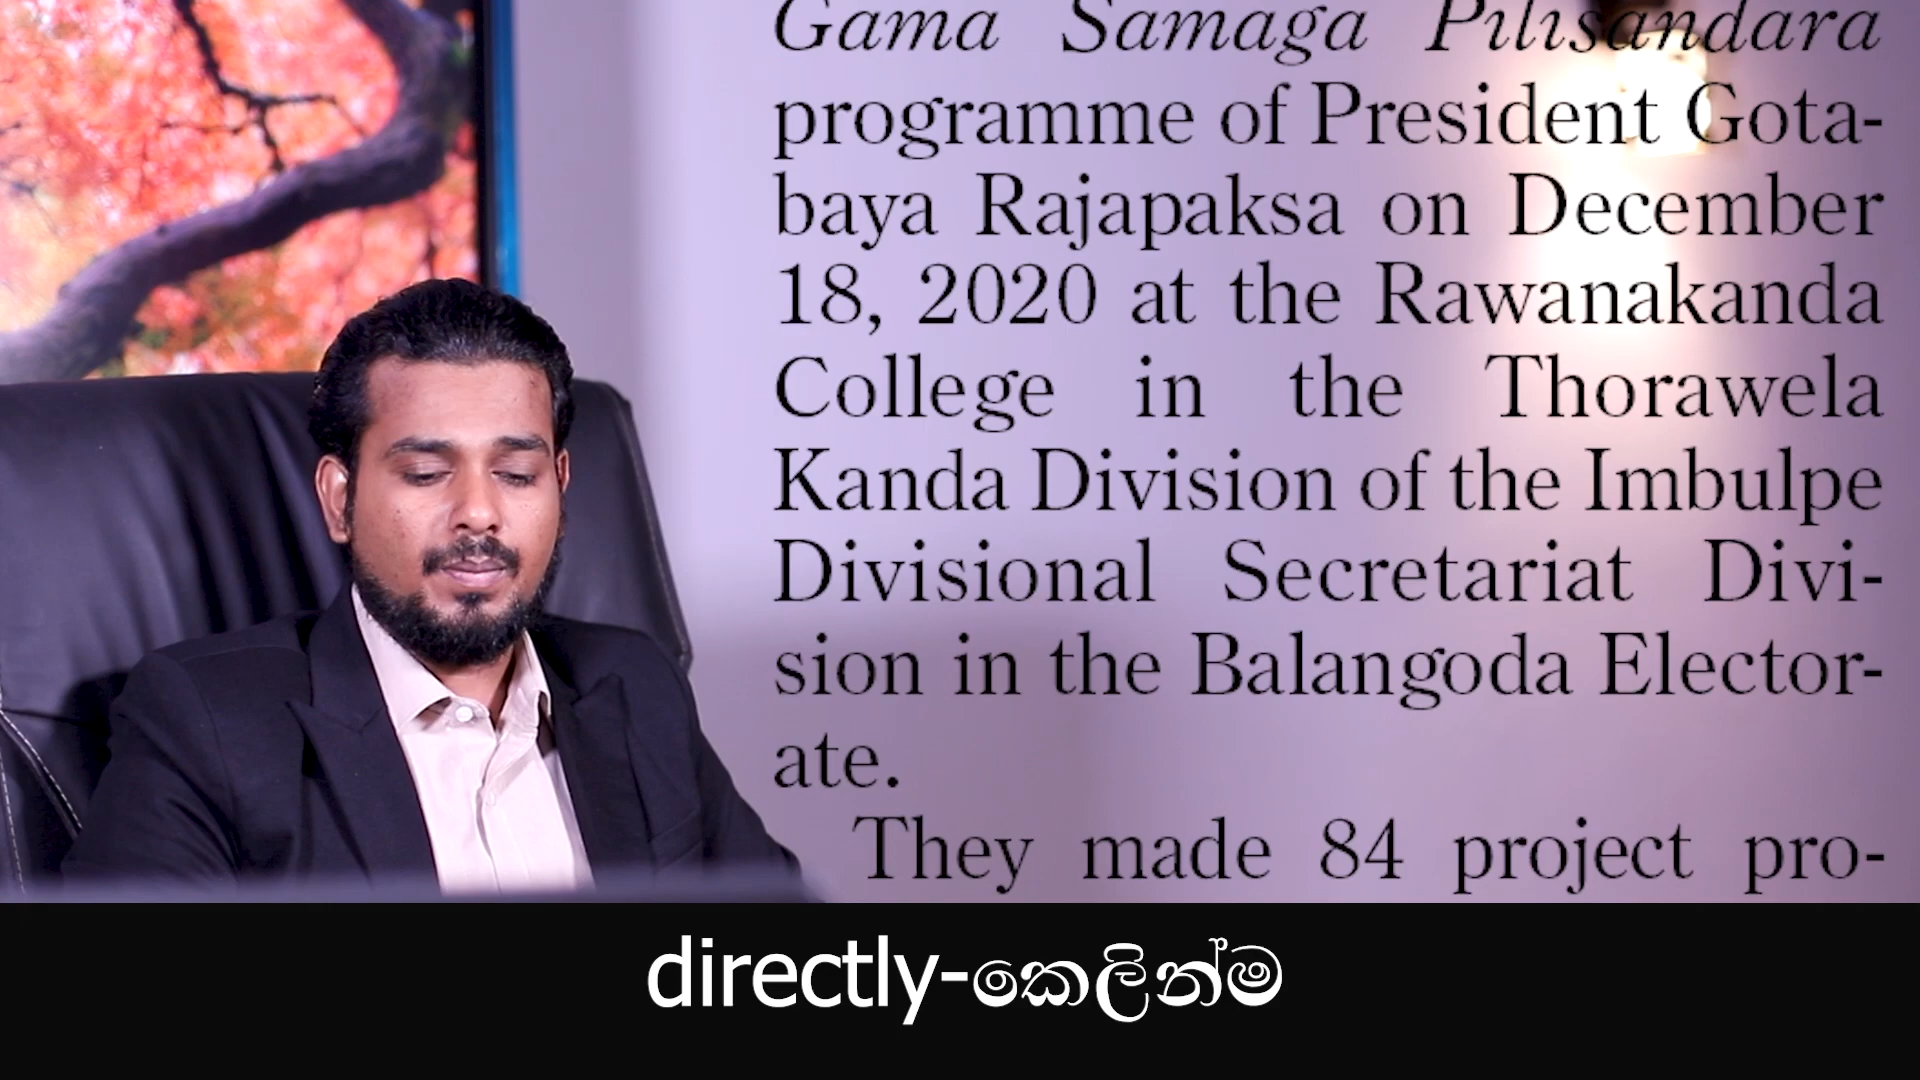 Gama Samaga Pilisandara
programme of President Gota-
baya Rajapaksa on December
18, 2020 at the Rawanakanda
College in the Thorawela
Kanda Division of the Imbulpe
Divisional Secretariat Divi-
sion in the Balangoda Elector-
ate.
They made 84 project pro-
directly-කෙලින්ම